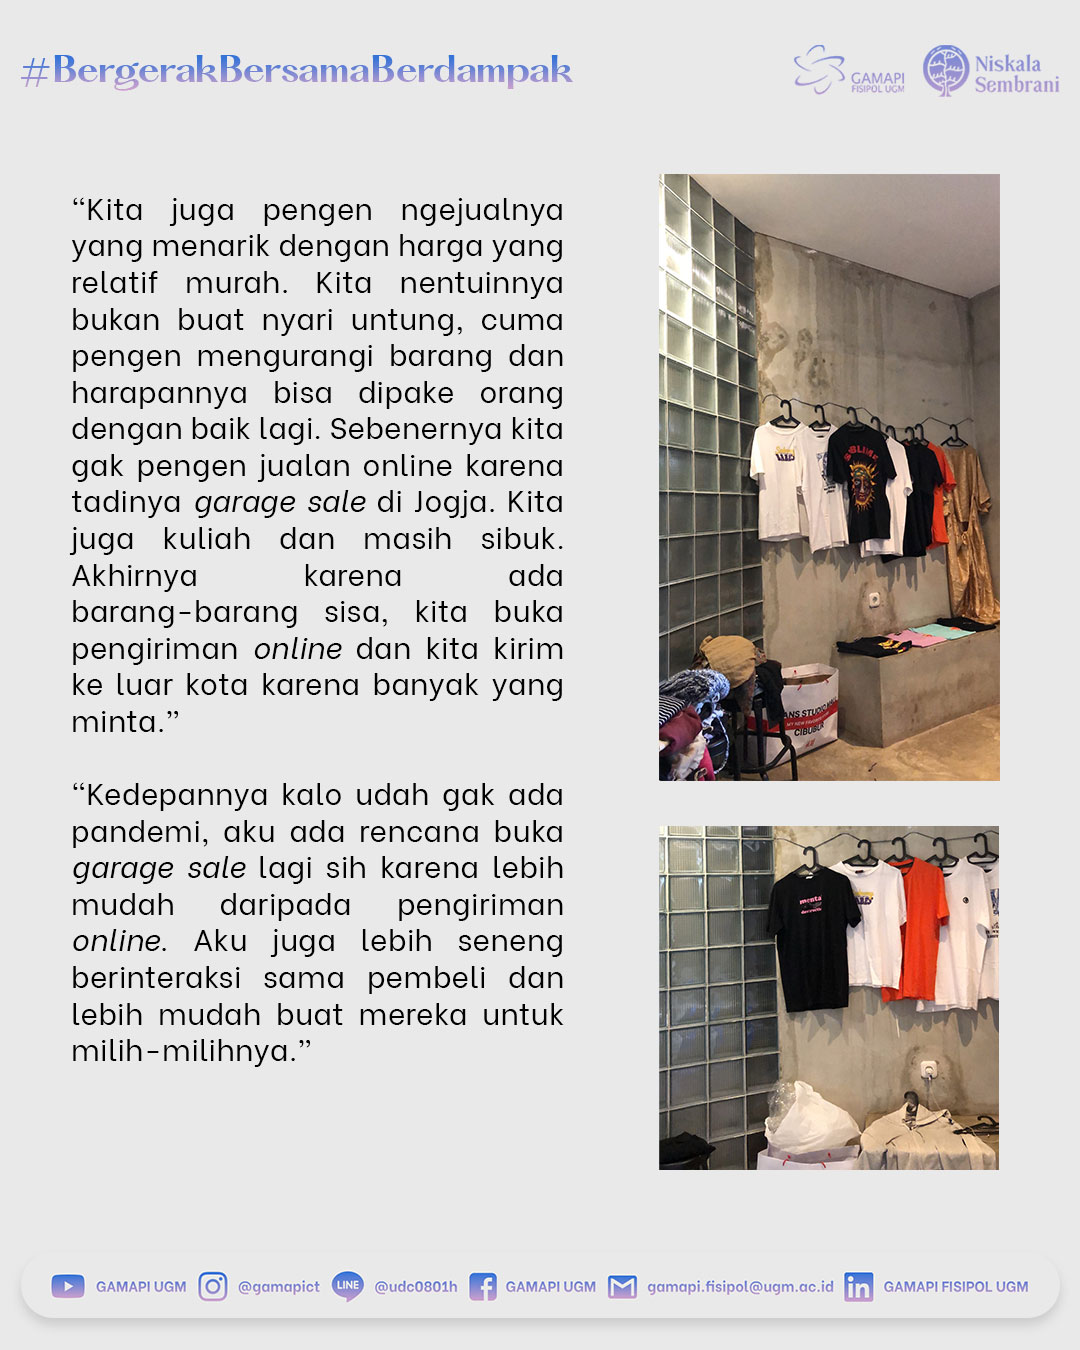 #BergerakBersamaBerdampak
GAMAPI
FISIPOL UGM
Niskala
Sembrani
“Kita juga pengen ngejualnya
yang menarik dengan harga yang
relatif murah. Kita nentuinnya
bukan buat nyari untung, cuma
pengen mengurangi barang dan
harapannya bisa dipake orang
dengan baik lagi. Sebenernya kita
gak pengen jualan online karena
tadinya garage sale di Jogja. Kita
juga kuliah dan masih sibuk.
Akhirnya karena ada
barang-barang sisa, kita buka
pengiriman online dan kita kirim
ke luar kota karena banyak yang
minta.”
“Kedepannya kalo udah gak ada
pandemi, aku ada rencana buka
garage sale lagi sih karena lebih
mudah daripada pengiriman
online. Aku juga lebih seneng
berinteraksi sama pembeli dan
lebih mudah buat mereka untuk
milih-milihnya.”
SUBLIME
CIBUBUR
H&M
GAMAPI UGM
@gamapict
LINE
@udc0801h
GAMAPI UGM
gamapi.fisipol@ugm.ac.id
GAMAPI FISIPOL UGM